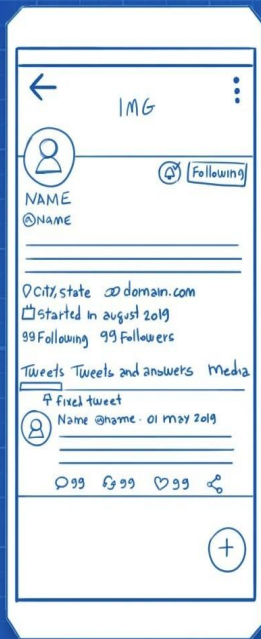 IMG
Following
NAME
@NAME
City, state domain.com
Started in august 2019
99 Following 99 Followers
Tweets Tweets and answers Media
fixed tweet
Name @name · 01 may 2019
99 99 99